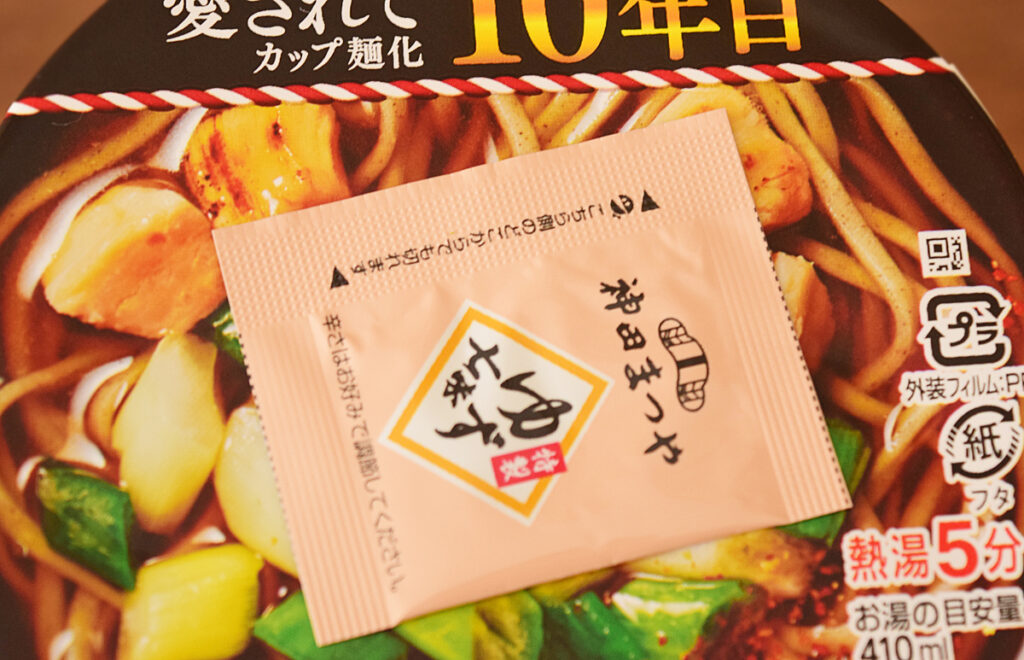 愛されて
カップ麺化
10年目
こちら側のどこからでも切れます
神田まつや
特製
ゆず
七味
辛さはお好みで調節してください。
プラ
外装フィルム:P
紙
フタ
熱湯5分
お湯の目安量
410ml